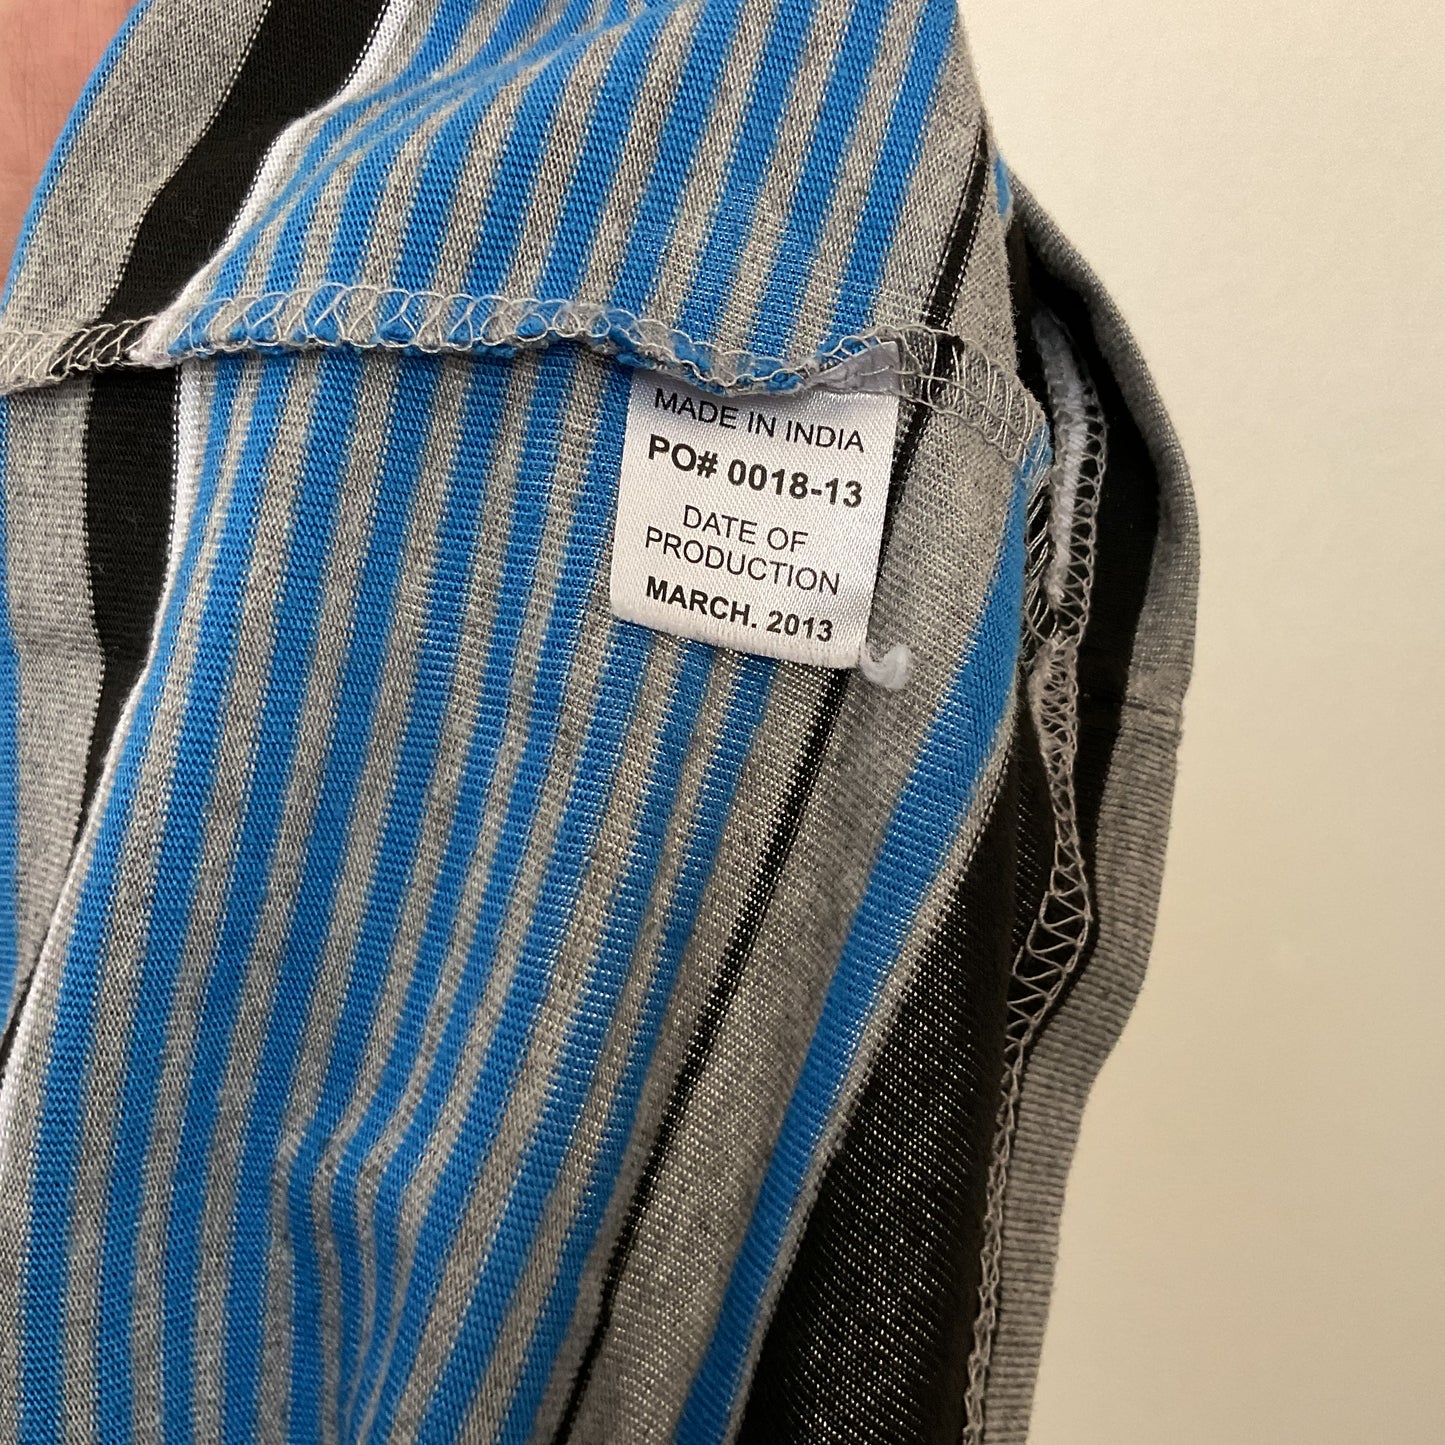 MADE IN INDIA
PO# 0018-13
DATE OF
PRODUCTION
MARCH. 2013